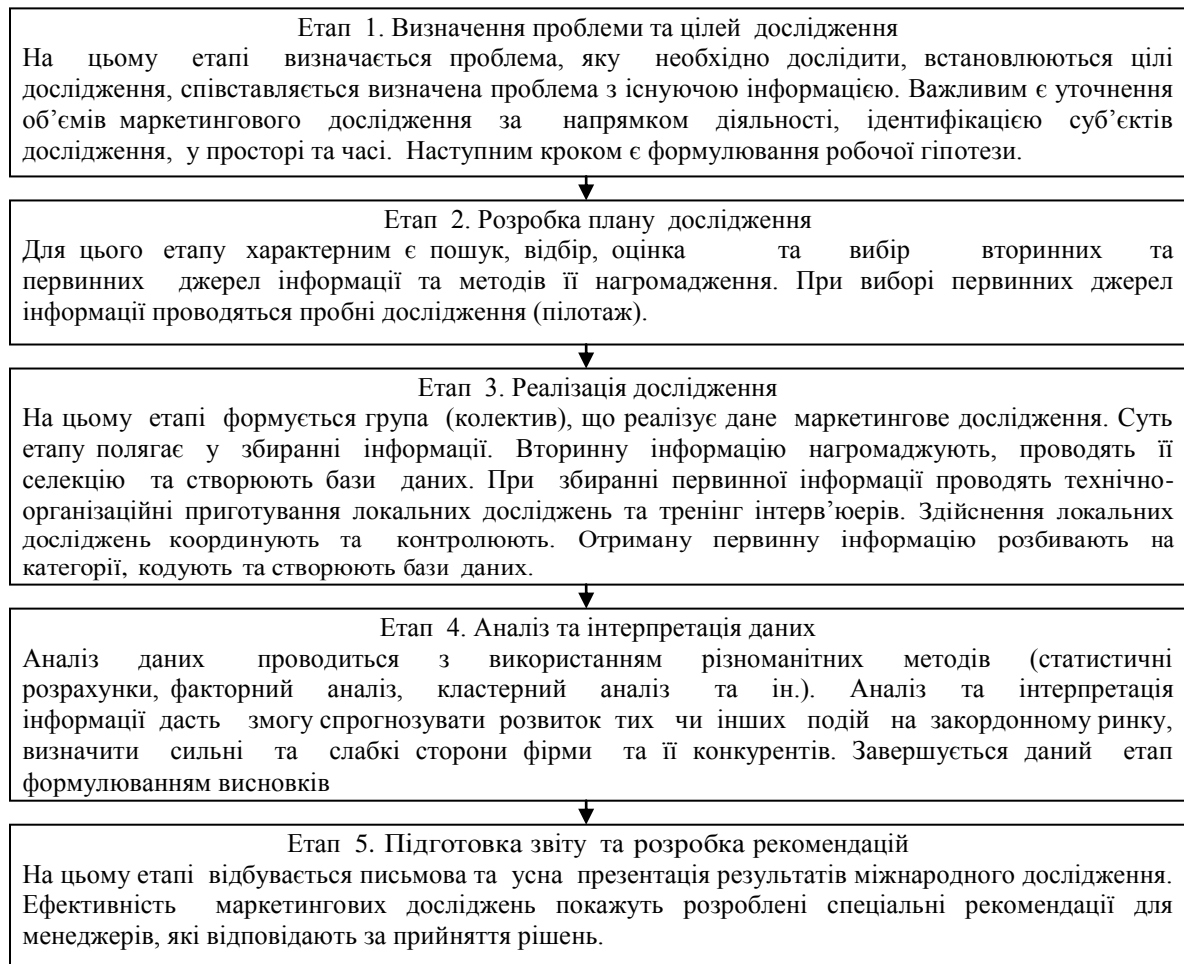 Етап 1. Визначення проблеми та цілей дослідження
На цьому етапі визначається проблема, яку необхідно дослідити, встановлюються цілі
дослідження, співставляється визначена проблема з існуючою інформацією. Важливим є уточнення
об’ємів маркетингового дослідження за напрямком діяльності, ідентифікацією суб’єктів
дослідження, у просторі та часі. Наступним кроком є формулювання робочої гіпотези.
Етап 2. Розробка плану дослідження
Для цього етапу характерним є пошук, відбір, оцінка та вибір вторинних та
первинних джерел інформації та методів її нагромадження. При виборі первинних джерел
інформації проводяться пробні дослідження (пілотаж).
Етап 3. Реалізація дослідження
На цьому етапі формується група (колектив), що реалізує дане маркетингове дослідження. Суть
етапу полягає у збиранні інформації. Вторинну інформацію нагромаджують, проводять її
селекцію та створюють бази даних. При збиранні первинної інформації проводять технічно-
організаційні приготування локальних досліджень та тренінг інтерв’юерів. Здійснення локальних
досліджень координують та контролюють. Отриману первинну інформацію розбивають на
категорії, кодують та створюють бази даних.
Етап 4. Аналіз та інтерпретація даних
Аналіз даних проводиться з використанням різноманітних методів (статистичні
розрахунки, факторний аналіз, кластерний аналіз та ін.). Аналіз та інтерпретація
інформації дасть змогу спрогнозувати розвиток тих чи інших подій на закордонному ринку,
визначити сильні та слабкі сторони фірми та її конкурентів. Завершується даний етап
формулюванням висновків
Етап 5. Підготовка звіту та розробка рекомендацій
На цьому етапі відбувається письмова та усна презентація результатів міжнародного дослідження.
Ефективність маркетингових досліджень покажуть розроблені спеціальні рекомендації для
менеджерів, які відповідають за прийняття рішень.